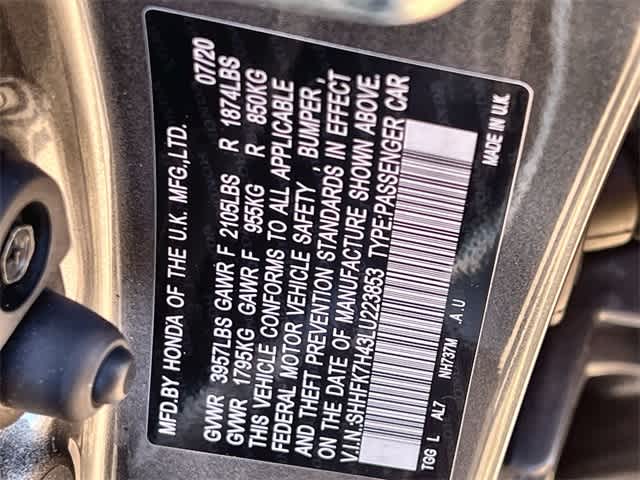 MFD.BY HONDA OF THE U.K. MFG.,LTD. 07/20
GVWR 3957LBS GAWR F 2105LBS R 1874LBS
GVWR 1795KG GAWR F 955KG R 850KG
THIS VEHICLE CONFORMS TO ALL APPLICABLE
FEDERAL MOTOR VEHICLE SAFETY , BUMPER ,
AND THEFT PREVENTION STANDARDS IN EFFECT
ON THE DATE OF MANUFACTURE SHOWN ABOVE.
V.I.N.:SHHFK7H43LU223853 TYPE:PASSENGER CAR
TGG L AL7 NH737M .A.U MADE IN U.K